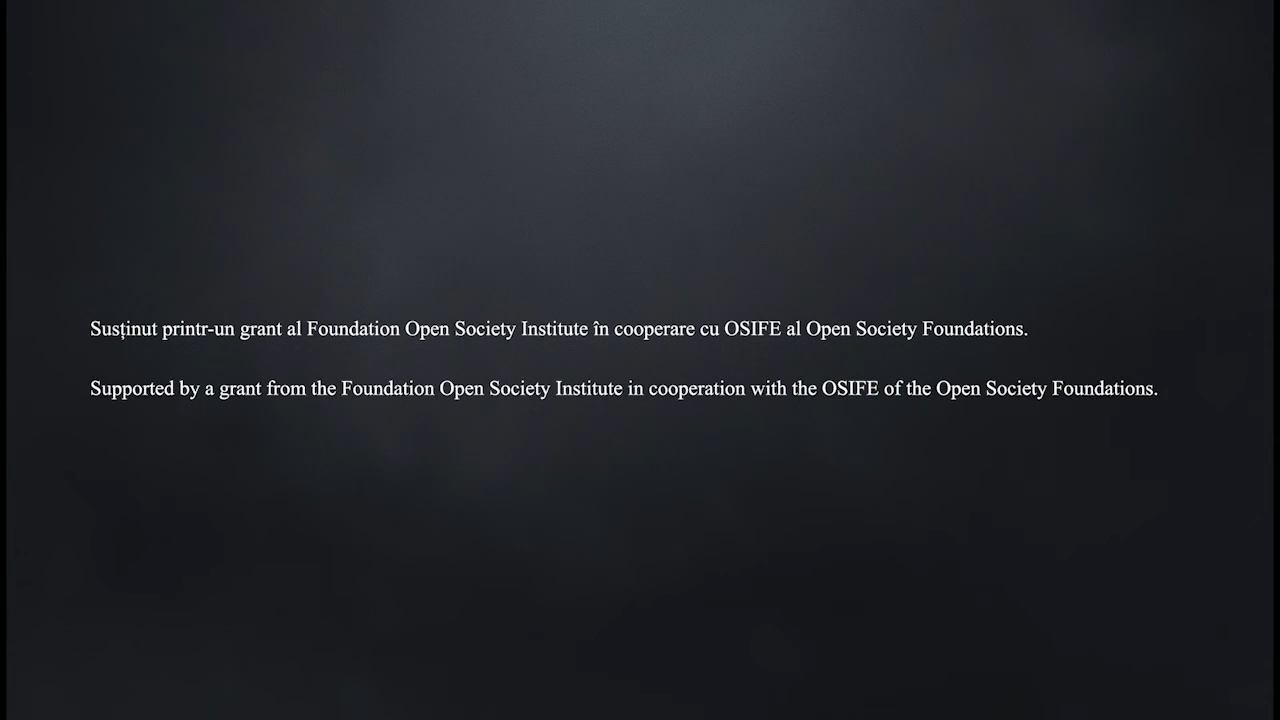 Susținut printr-un grant al Foundation Open Society Institute în cooperare cu OSIFE al Open Society Foundations.
Supported by a grant from the Foundation Open Society Institute in cooperation with the OSIFE of the Open Society Foundations.